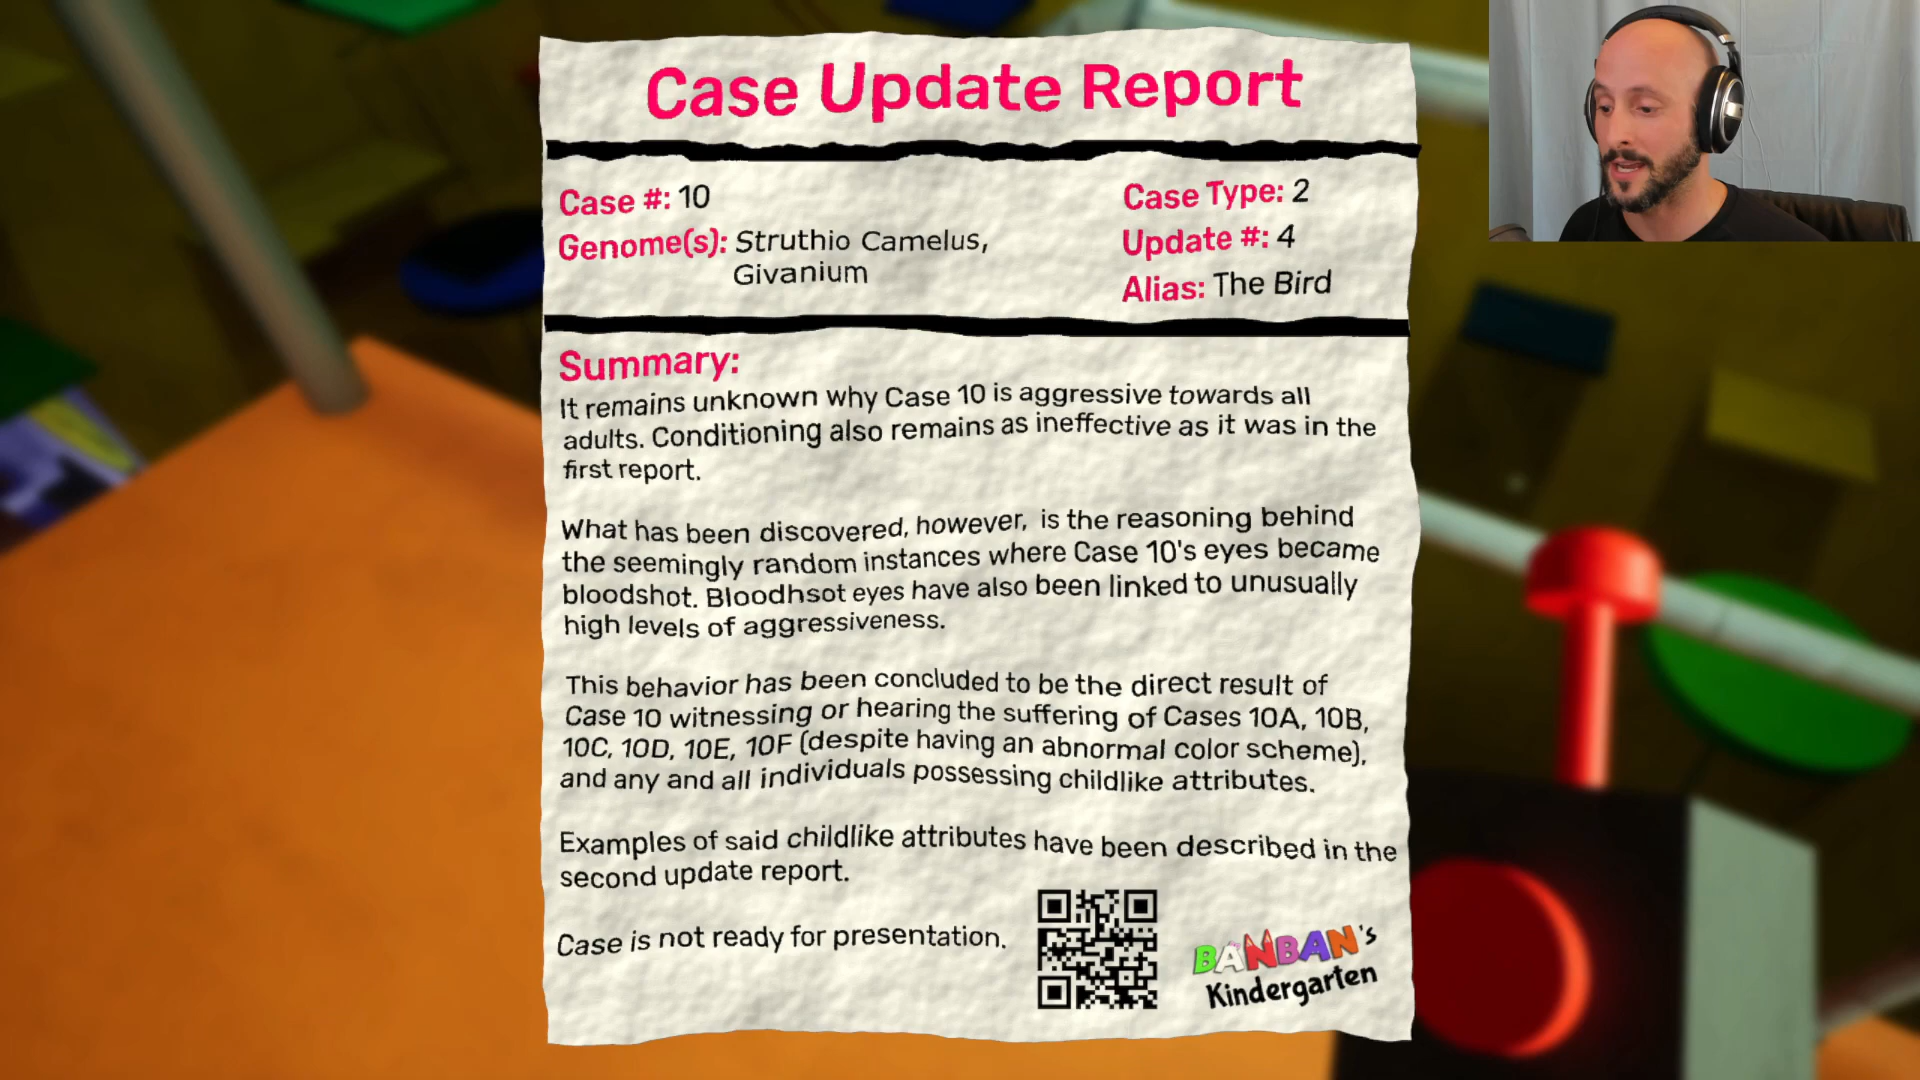 Case Update Report
Case #: 10
Genome(s): Struthio Camelus,
Givanium
Case Type: 2
Update #: 4
Alias: The Bird
Summary:
It remains unknown why Case 10 is aggressive towards all
adults. Conditioning also remains as ineffective as it was in the
first report.
What has been discovered, however, is the reasoning behind
the seemingly random instances where Case 10's eyes became
bloodshot. Bloodhsot eyes have also been linked to unusually
high levels of aggressiveness.
This behavior has been concluded to be the direct result of
Case 10 witnessing or hearing the suffering of Cases 10A, 10B,
10C, 10D, 10E, 10F (despite having an abnormal color scheme),
and any and all individuals possessing childlike attributes.
Examples of said childlike attributes have been described in the
second update report.
Case is not ready for presentation.
BANBAN's
Kindergarten